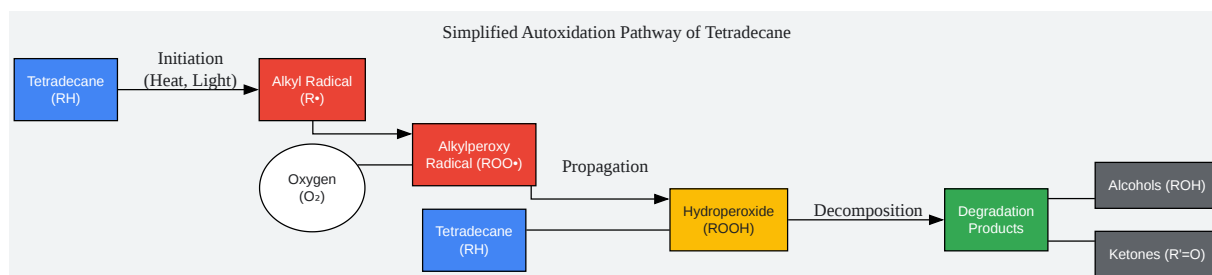 Simplified Autoxidation Pathway of Tetradecane
Initiation
(Heat, Light)
Tetradecane
(RH)
Alkyl Radical
(R•)
Oxygen
(O₂)
Alkylperoxy
Radical (ROO•)
Propagation
Tetradecane
(RH)
Hydroperoxide
(ROOH)
Decomposition
Degradation
Products
Alcohols (ROH)
Ketones (R'=O)